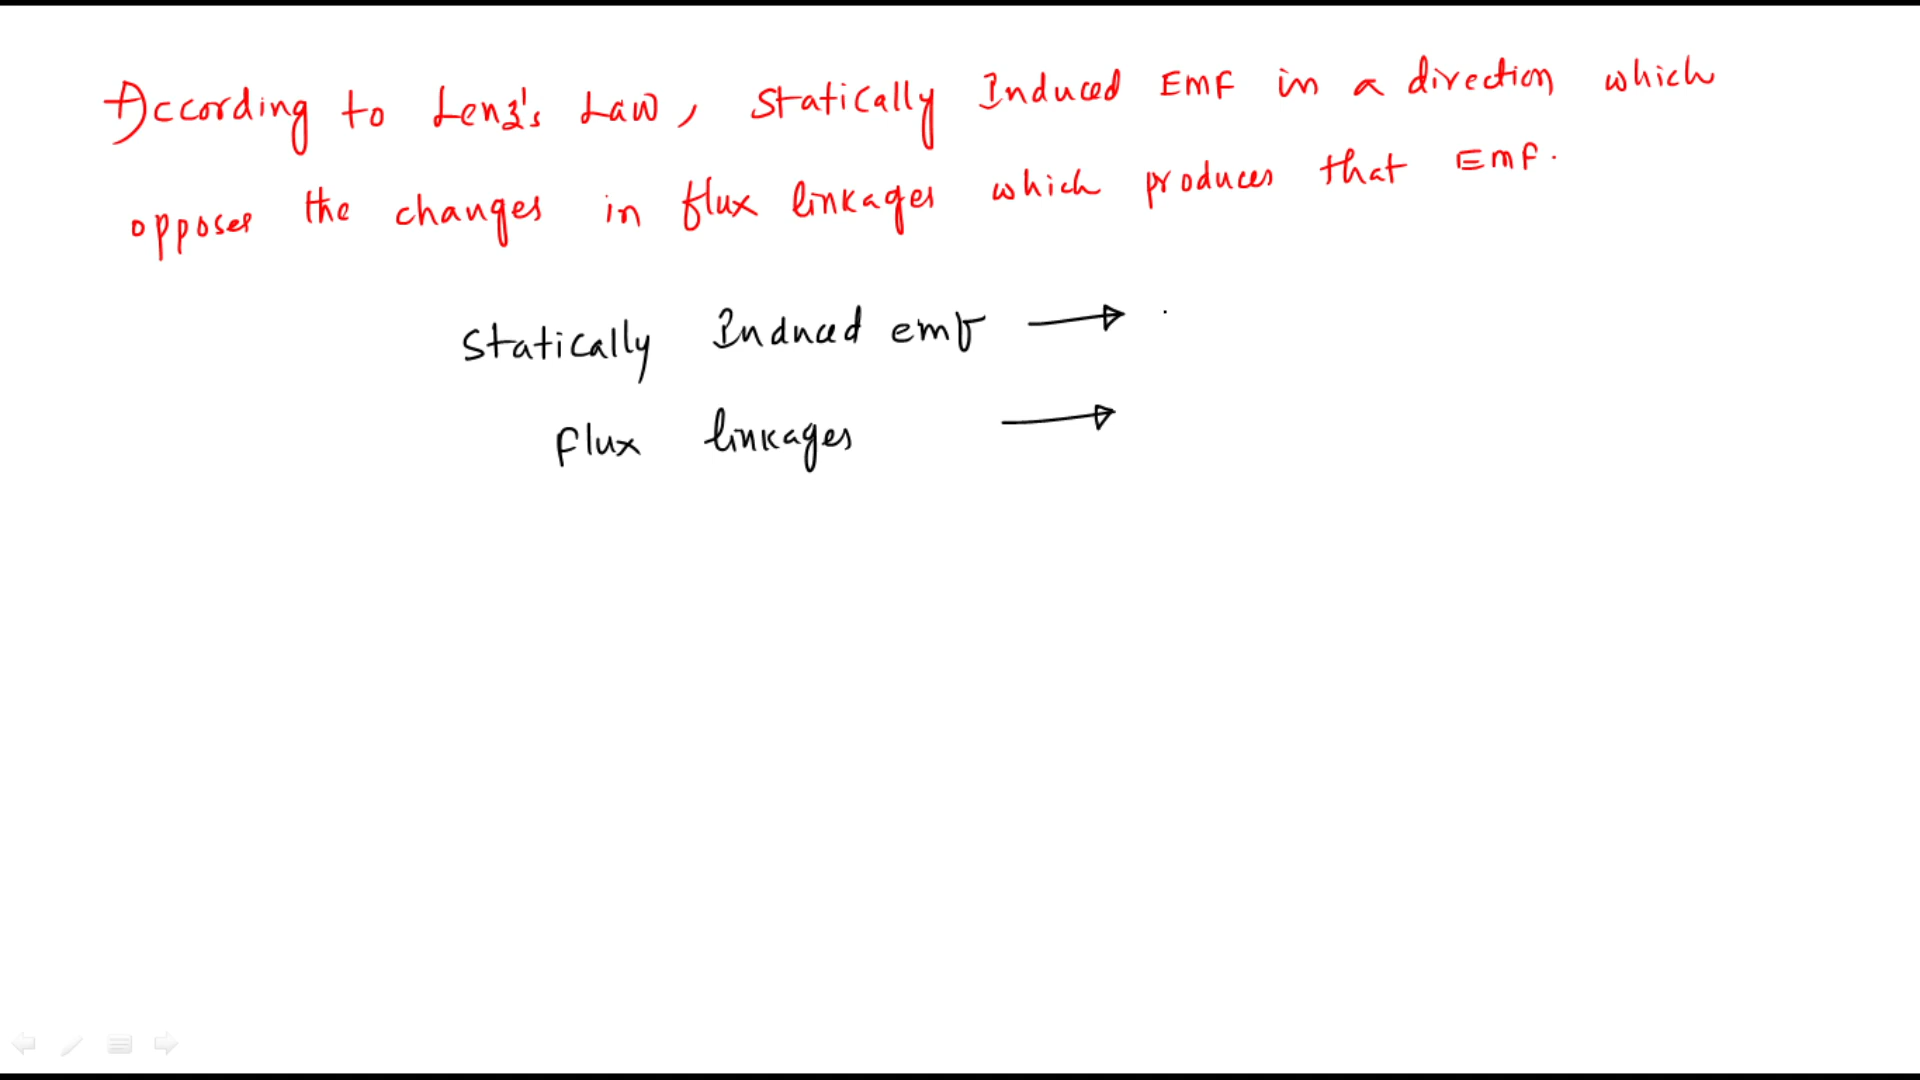 According to Lenz's Law, Statically Induced EMF in a direction which
opposes the changes in flux linkages which produces that EMF.
Statically Induced emf →
Flux linkages →